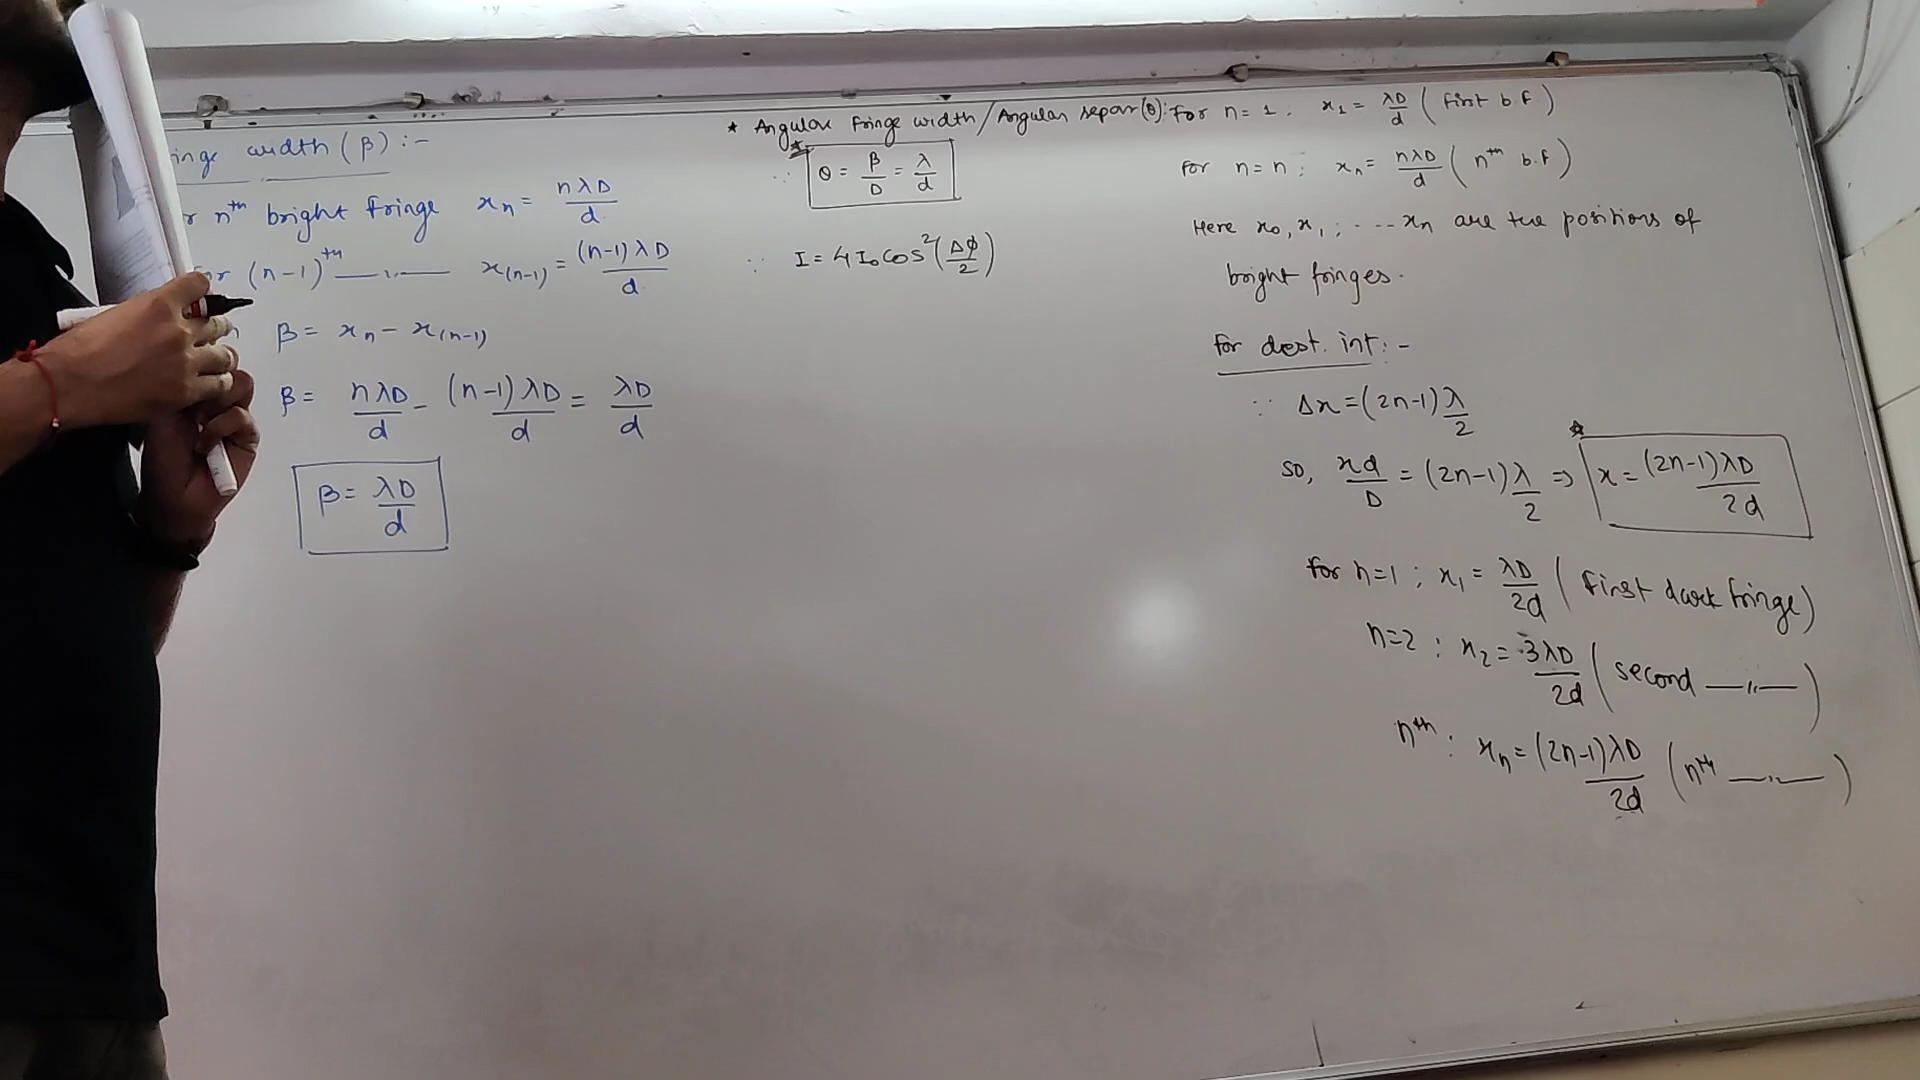 inge width (β) :-
r nth bright fringe xn = nλD/d
for (n-1)th —〃— x(n-1) = (n-1)λD/d
β = xn - x(n-1)
β = nλD/d - (n-1)λD/d = λD/d
β = λD/d
* Angular fringe width/Angular separ(θ):
∵ θ = β/D = λ/d
∵ I = 4I₀cos²(Δϕ/2)
For n = 1. x₁ = λD/d (first b.f)
For n = n ; xn = nλD/d (nth b.f)
Here x₀, x₁ ; ---- xn are the positions of
bright fringes.
for dest. int :-
∵ Δx = (2n-1)λ/2
so, xd/D = (2n-1)λ/2 ⇒ x = (2n-1)λD/2d
for n=1 ; x₁ = λD/2d (first dark fringe)
n=2 : x₂ = 3λD/2d (second —〃—)
nth : xn = (2n-1)λD/2d (nth —〃—)